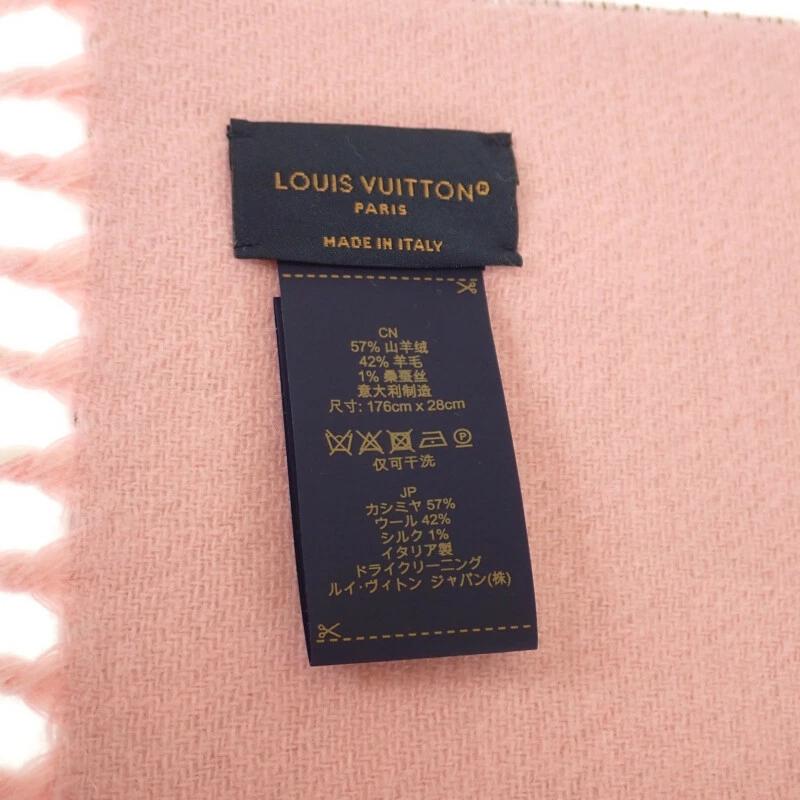 LOUIS VUITTON®
PARIS
MADE IN ITALY
CN
57% 山羊绒
42% 羊毛
1% 桑蚕丝
意大利制造
尺寸: 176cm x 28cm
P
仅可干洗
JP
カシミヤ 57%
ウール 42%
シルク 1%
イタリア製
ドライクリーニング
ルイ・ヴィトン ジャパン(株)